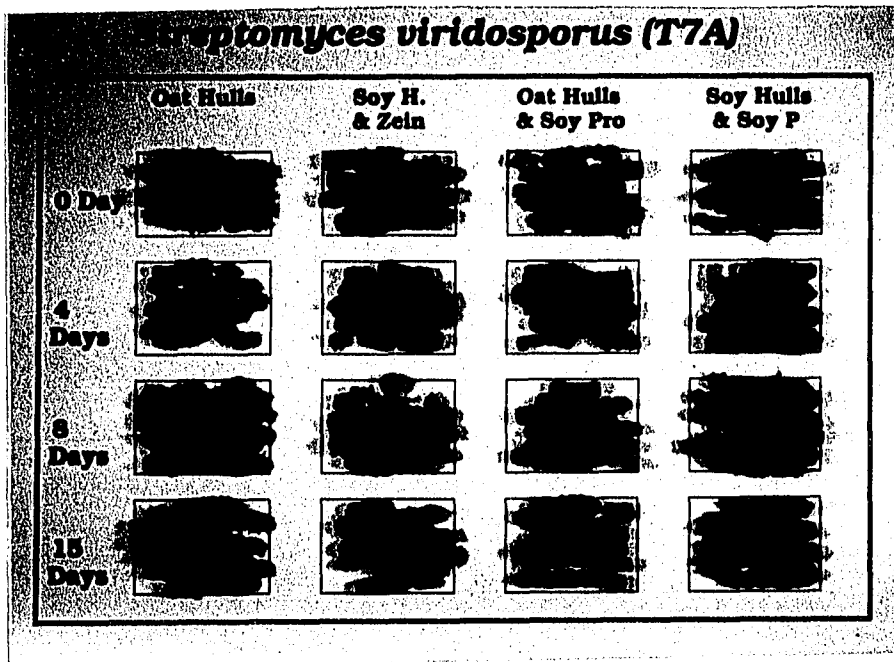 Streptomyces viridosporus (T7A)
Oat Hulls
Soy H.
& Zein
Oat Hulls
& Soy Pro
Soy Hulls
& Soy P
0 Day
4
Days
8
Days
15
Days